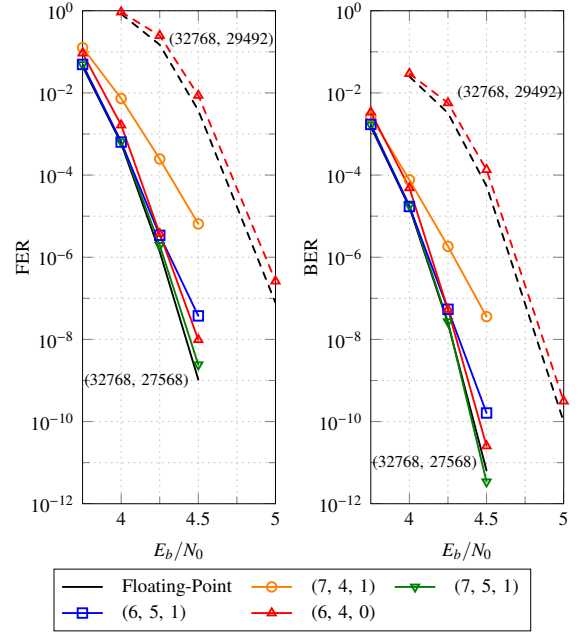 10^0
10^−2
10^−4
10^−6
10^−8
10^−10
10^−12
FER
(32768, 29492)
(32768, 27568)
4 4.5 5
E_b/N_0
10^0
10^−2
10^−4
10^−6
10^−8
10^−10
10^−12
BER
(32768, 29492)
(32768, 27568)
4 4.5 5
E_b/N_0
Floating-Point (7, 4, 1) (7, 5, 1)
(6, 5, 1) (6, 4, 0)